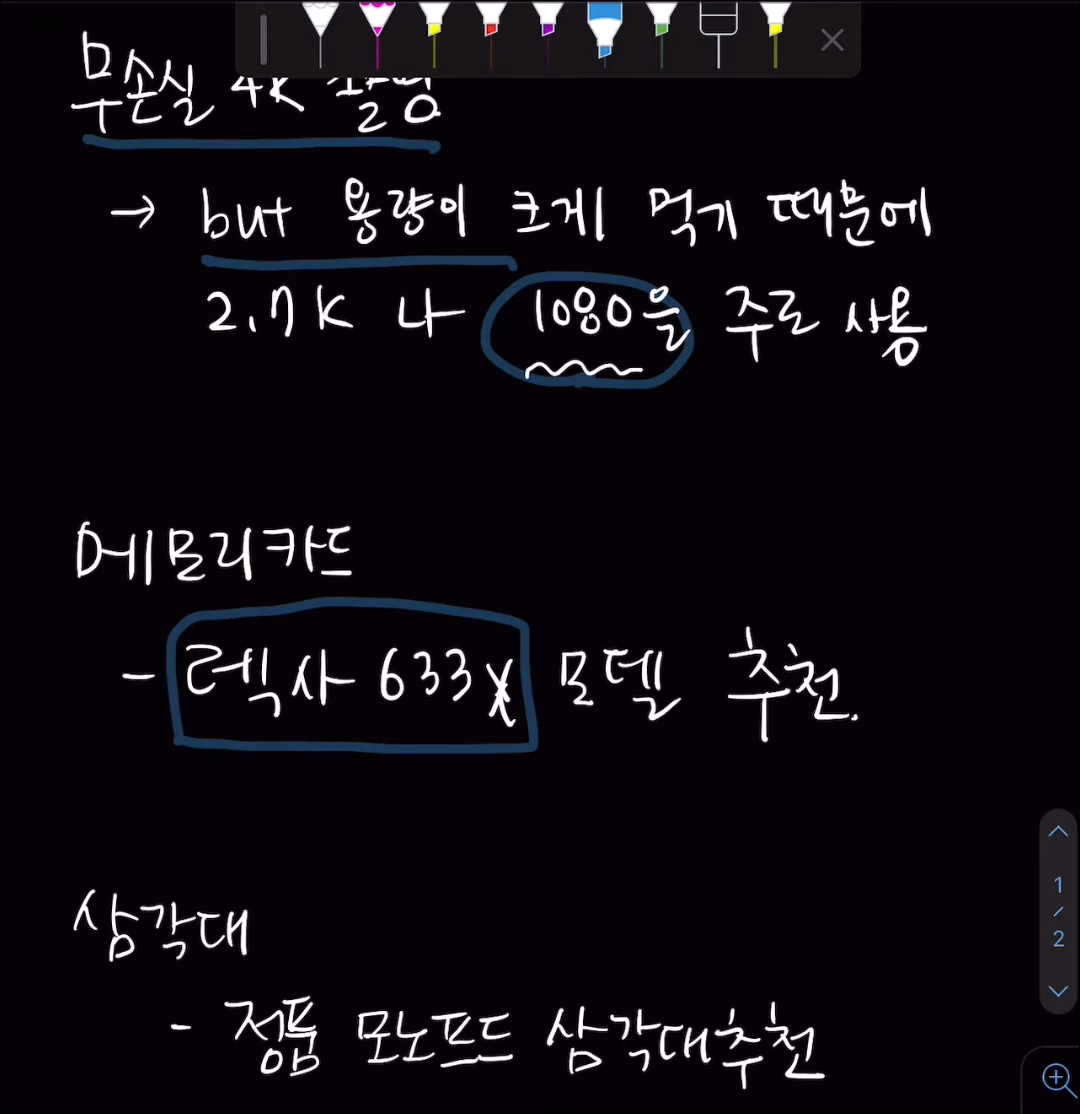 무손실 4K 촬영
→ but 용량이 크게 먹기 때문에
2.7K 나 1080을 주로 사용
메모리카드
- 렉사 633x 모델 추천.
삼각대
- 정품 모노프드 삼각대추천
1
/
2